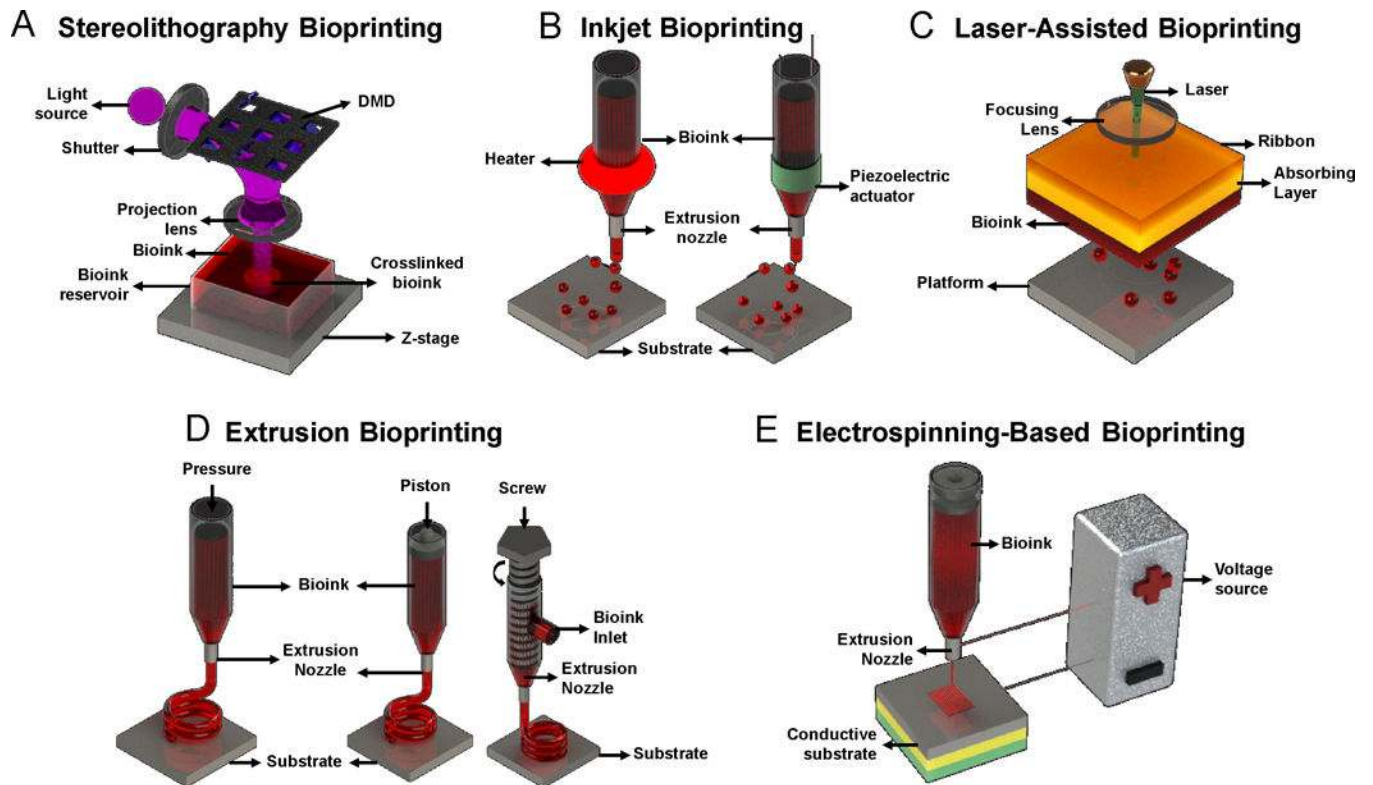 A Stereolithography Bioprinting
Light
source
DMD
Shutter
Projection
lens
Bioink
Bioink
reservoir
Crosslinked
bioink
Z-stage
B Inkjet Bioprinting
Bioink
Heater
Piezoelectric
actuator
Extrusion
nozzle
Substrate
C Laser-Assisted Bioprinting
Laser
Focusing
Lens
Ribbon
Absorbing
Layer
Bioink
Platform
D Extrusion Bioprinting
Pressure
Piston
Screw
Bioink
Bioink
Inlet
Extrusion
Nozzle
Extrusion
Nozzle
Substrate
Substrate
E Electrospinning-Based Bioprinting
Bioink
Voltage
source
Extrusion
Nozzle
Conductive
substrate